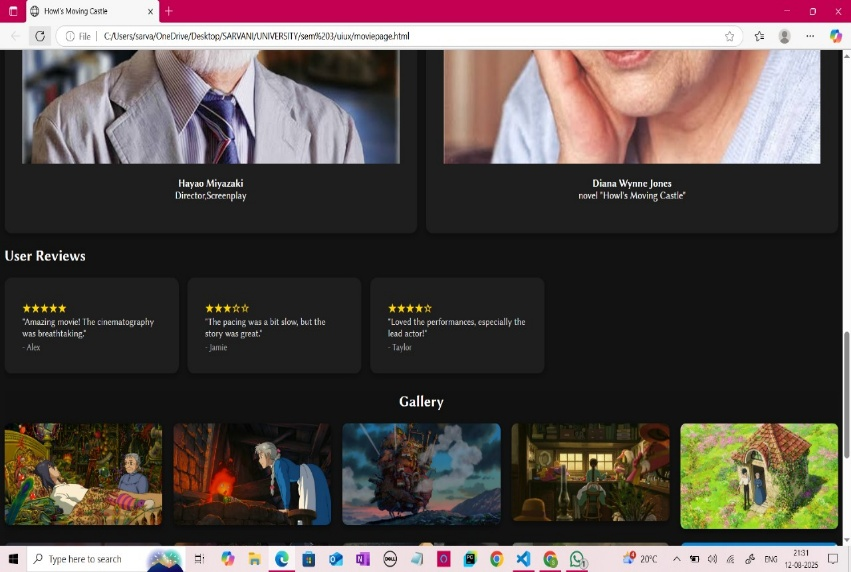 Howl's Moving Castle
File
C:/Users/sarva/OneDrive/Desktop/SARVANI/UNIVERSITY/sem%203/uiux/moviepage.html
Hayao Miyazaki
Director,Screenplay
Diana Wynne Jones
novel "Howl's Moving Castle"
User Reviews
★★★★★
"Amazing movie! The cinematography
was breathtaking."
- Alex
★★★☆☆
"The pacing was a bit slow, but the
story was great."
- Jamie
★★★★☆
"Loved the performances, especially the
lead actor!"
- Taylor
Gallery
Type here to search
DELL
20°C
ENG
21:31
12-08-2025